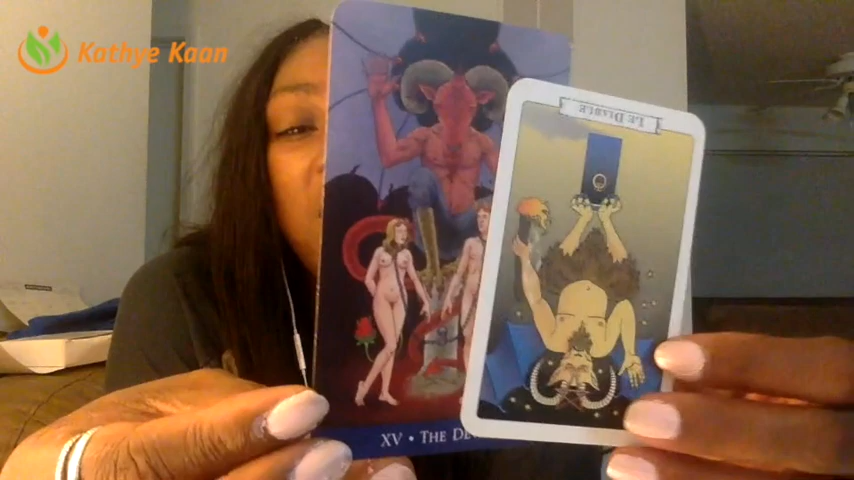 Kathye Kaan
LE DIABLE
XV • THE DE